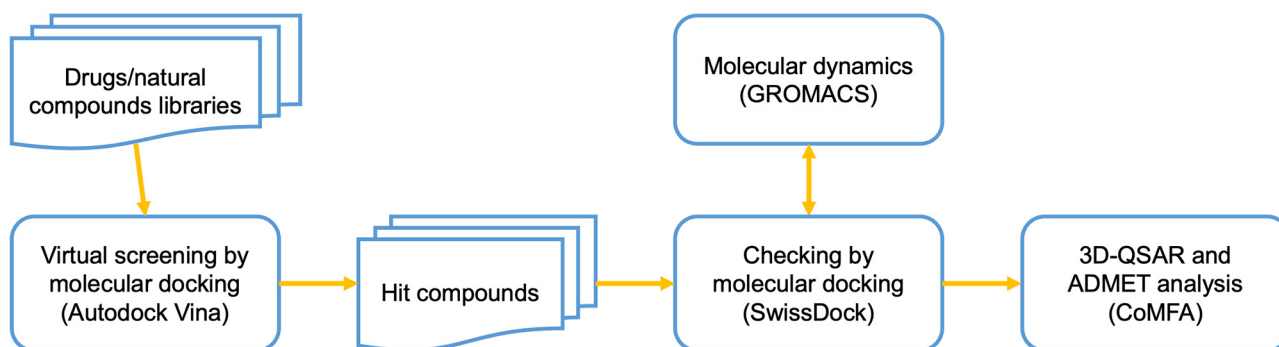 Drugs/natural
compounds libraries
Molecular dynamics
(GROMACS)
Virtual screening by
molecular docking
(Autodock Vina)
Hit compounds
Checking by
molecular docking
(SwissDock)
3D-QSAR and
ADMET analysis
(CoMFA)